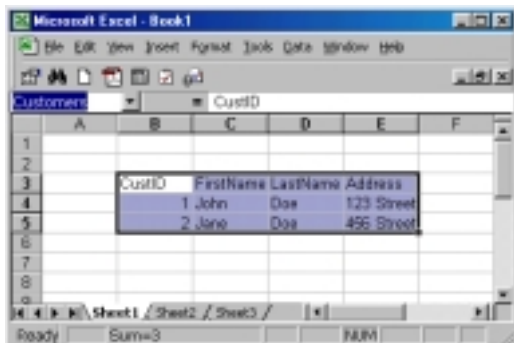 Microsoft Excel - Book1
File Edit View Insert Format Tools Data Window Help
Customers = CustID
A B C D E F
1
2
3 CustID FirstName LastName Address
4 1 John Doe 123 Street
5 2 Jane Doe 456 Street
6
7
8
9
Sheet1 / Sheet2 / Sheet3 /
Ready Sum=3 NUM